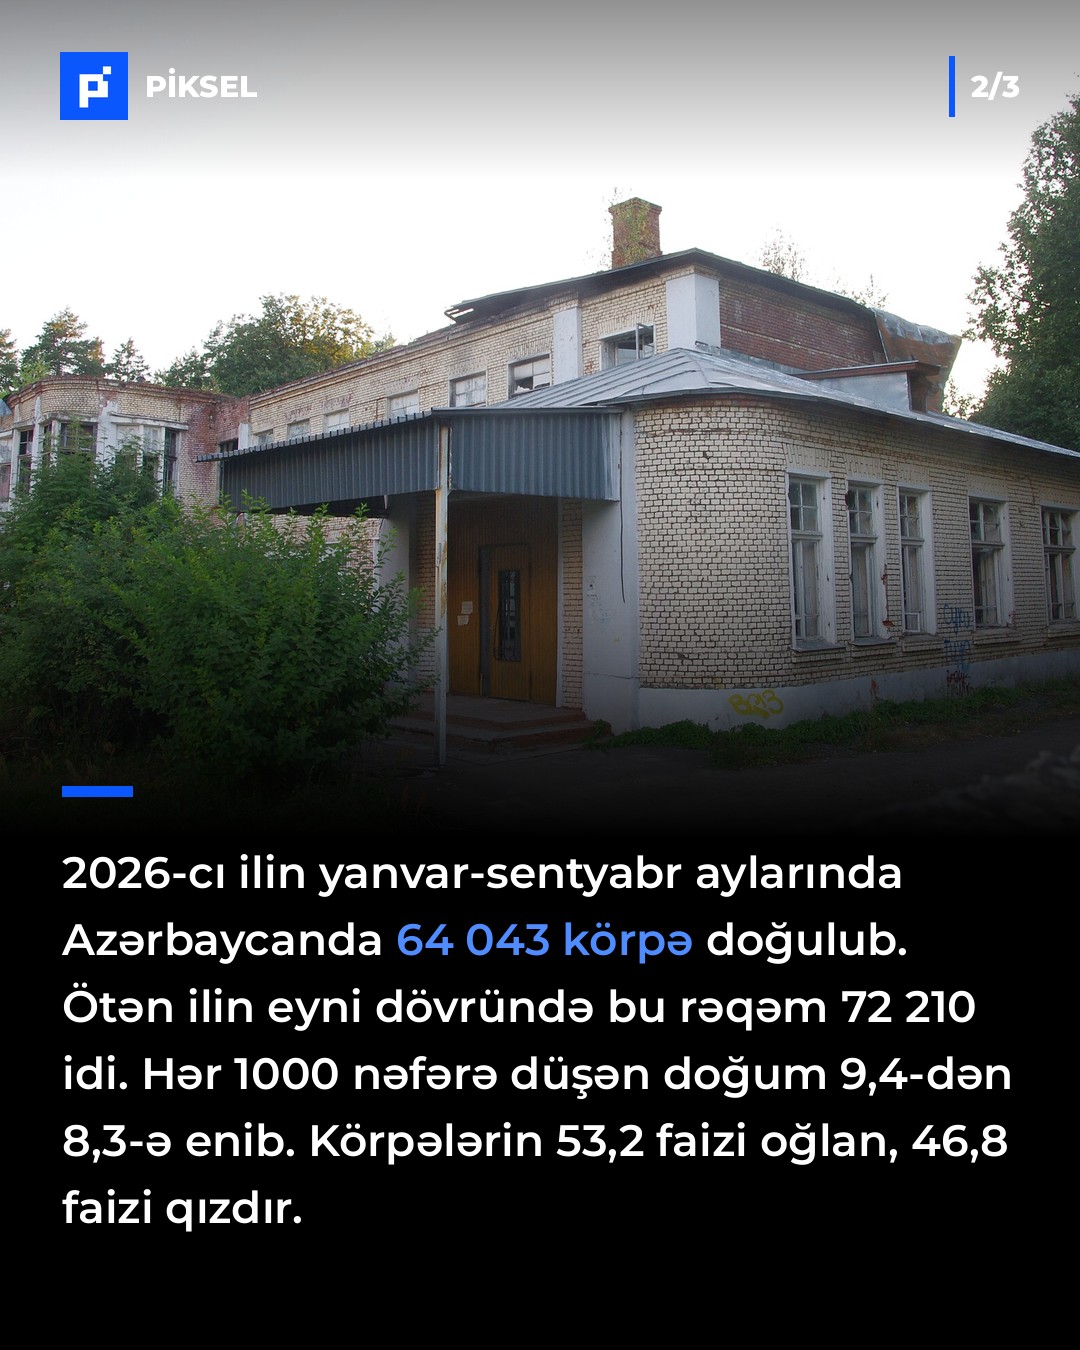 PİKSEL
2/3
BQ13
2026-cı ilin yanvar-sentyabr aylarında
Azərbaycanda 64 043 körpə doğulub.
Ötən ilin eyni dövründə bu rəqəm 72 210
idi. Hər 1000 nəfərə düşən doğum 9,4-dən
8,3-ə enib. Körpələrin 53,2 faizi oğlan, 46,8
faizi qızdır.